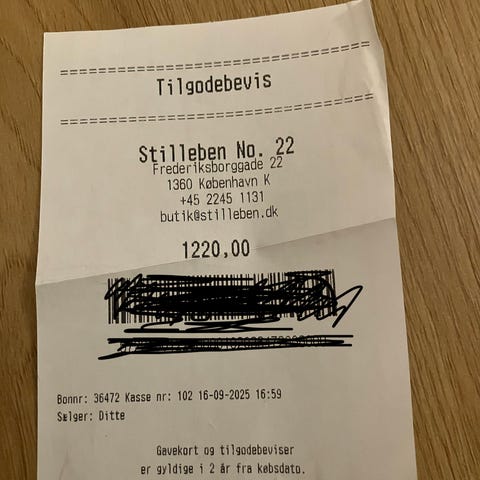 Tilgodebevis
Stilleben No. 22
Frederiksborggade 22
1360 København K
+45 2245 1131
butik@stilleben.dk
1220,00
Bonnr: 36472 Kasse nr: 102 16-09-2025 16:59
Sælger: Ditte
Gavekort og tilgodebeviser
er gyldige i 2 år fra købsdato.